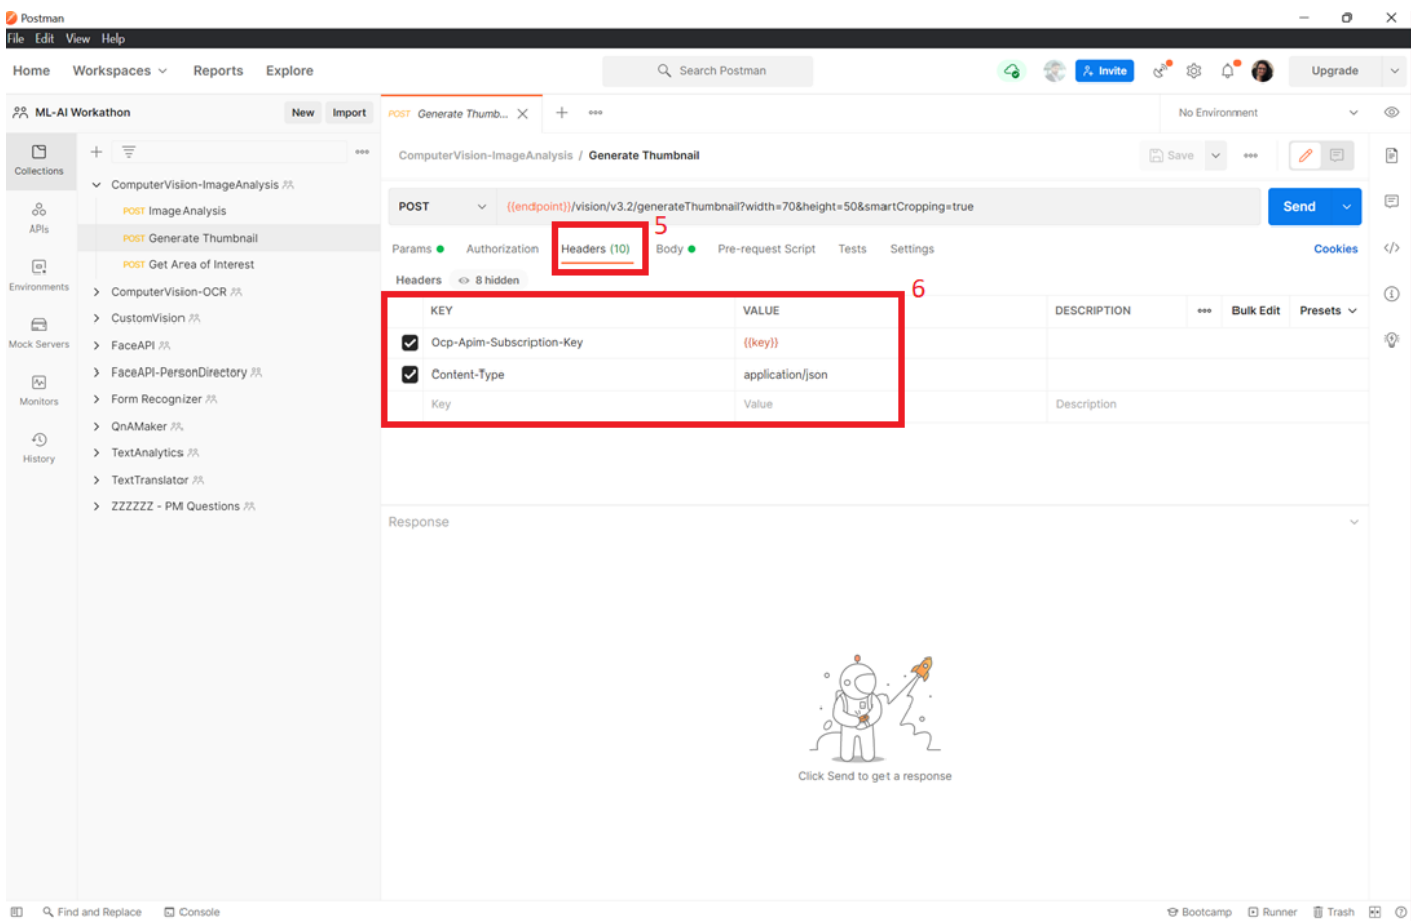 Postman
File Edit View Help
Home Workspaces Reports Explore Search Postman Invite Upgrade
ML-AI Workathon New Import POST Generate Thumb... No Environment
Collections
APIs
Environments
Mock Servers
Monitors
History
ComputerVision-ImageAnalysis
POST ImageAnalysis
POST Generate Thumbnail
POST Get Area of Interest
ComputerVision-OCR
CustomVision
FaceAPI
FaceAPI-PersonDirectory
Form Recognizer
QnAMaker
TextAnalytics
TextTranslator
ZZZZZZ - PMI Questions
ComputerVision-ImageAnalysis / Generate Thumbnail Save
POST {{endpoint}}/vision/v3.2/generateThumbnail?width=70&height=50&smartCropping=true Send
5
Params Authorization Headers (10) Body Pre-request Script Tests Settings Cookies
Headers 8 hidden
6
KEY VALUE DESCRIPTION Bulk Edit Presets
Ocp-Apim-Subscription-Key {{key}}
Content-Type application/json
Key Value Description
Response
Click Send to get a response
Find and Replace Console Bootcamp Runner Trash